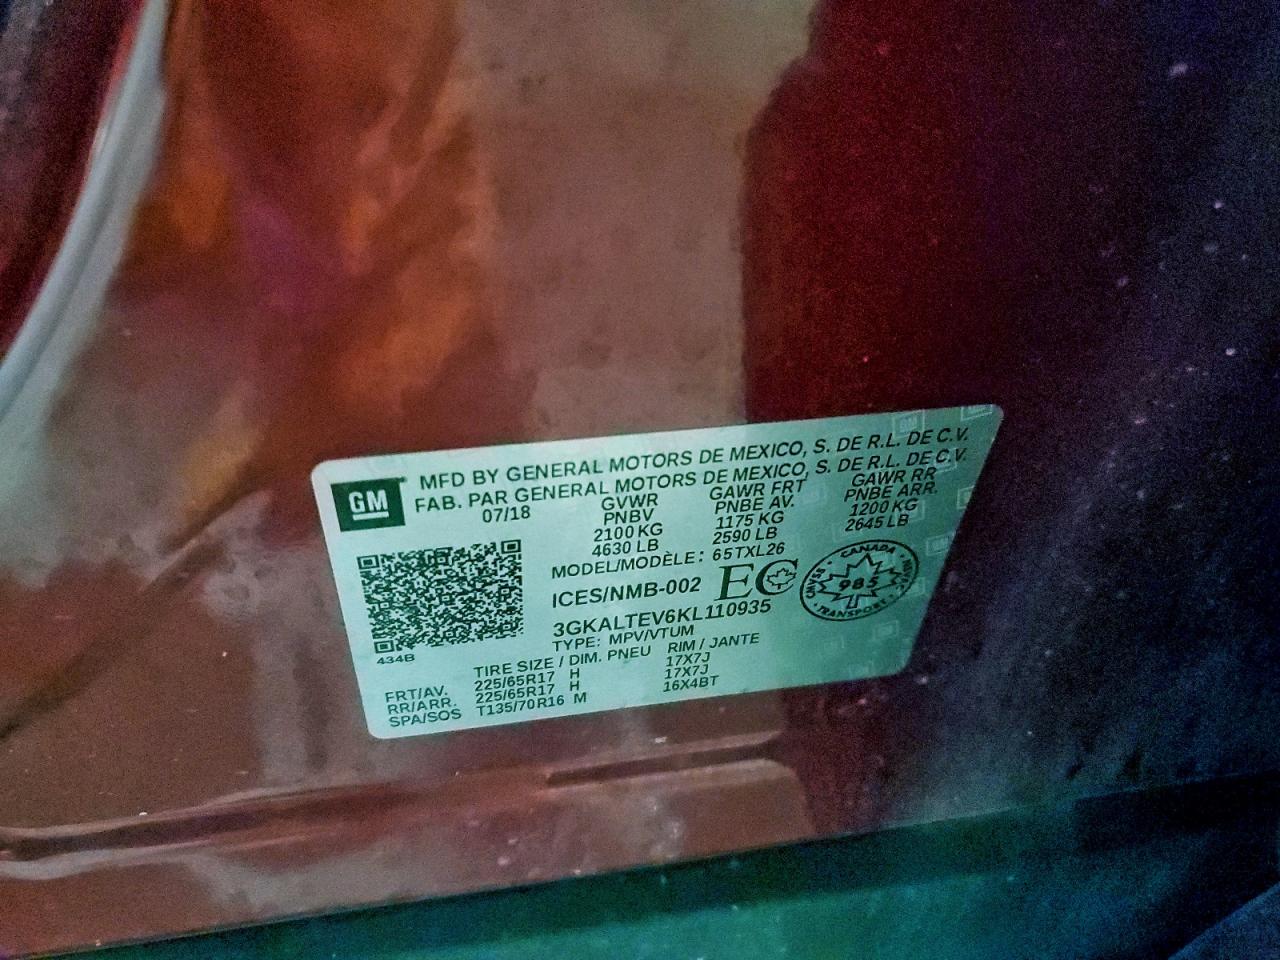 GM
MFD BY GENERAL MOTORS DE MEXICO, S. DE R.L. DE C.V.
FAB. PAR GENERAL MOTORS DE MEXICO, S. DE R.L. DE C.V.
07/18 GVWR GAWR FRT GAWR RR
PNBV PNBE AV. PNBE ARR.
2100 KG 1175 KG 1200 KG
4630 LB 2590 LB 2645 LB
MODEL/MODÈLE: 65TXL26
ICES/NMB-002 EC
CANADA
985
TRANSPORT
3GKALTEV6KL110935
TYPE: MPV/VTUM
434B
TIRE SIZE / DIM. PNEU RIM / JANTE
FRT/AV. 225/65R17 H 17X7J
RR/ARR. 225/65R17 H 17X7J
SPA/SOS T135/70R16 M 16X4BT